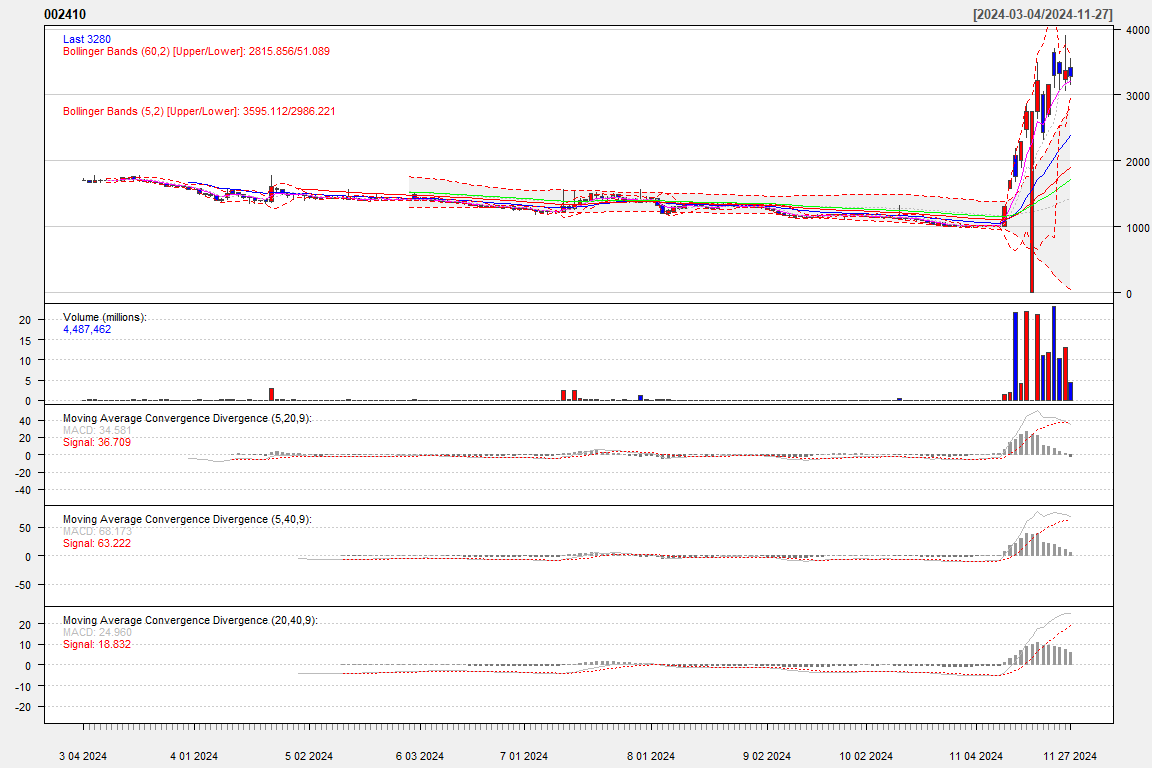 002410 [2024-03-04/2024-11-27]
Last 3280
Bollinger Bands (60,2) [Upper/Lower]: 2815.856/51.089
Bollinger Bands (5,2) [Upper/Lower]: 3595.112/2986.221
4000
3000
2000
1000
0
Volume (millions):
4,487,462
20
15
10
5
0
Moving Average Convergence Divergence (5,20,9):
MACD: 34.581
Signal: 36.709
40
20
0
-20
-40
Moving Average Convergence Divergence (5,40,9):
MACD: 68.173
Signal: 63.222
50
0
-50
Moving Average Convergence Divergence (20,40,9):
MACD: 24.960
Signal: 18.832
20
10
0
-10
-20
3 04 2024 4 01 2024 5 02 2024 6 03 2024 7 01 2024 8 01 2024 9 02 2024 10 02 2024 11 04 2024 11 27 2024